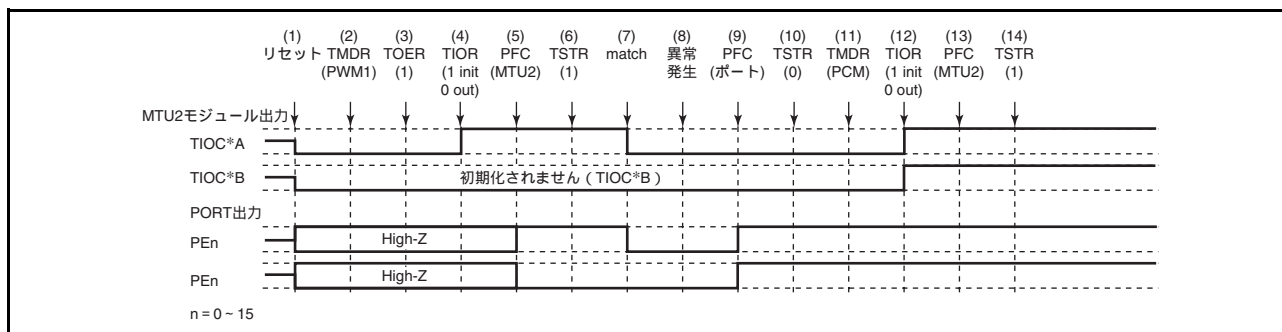 (1) (2) (3) (4) (5) (6) (7) (8) (9) (10) (11) (12) (13) (14)
リセット TMDR TOER TIOR PFC TSTR match 異常 PFC TSTR TMDR TIOR PFC TSTR
(PWM1) (1) (1 init (MTU2) (1) 発生 (ポート) (0) (PCM) (1 init (MTU2) (1)
0 out) 0 out)
MTU2モジュール出力
TIOC*A
TIOC*B 初期化されません（TIOC*B）
PORT出力
PEn High-Z
PEn High-Z
n = 0 ~ 15